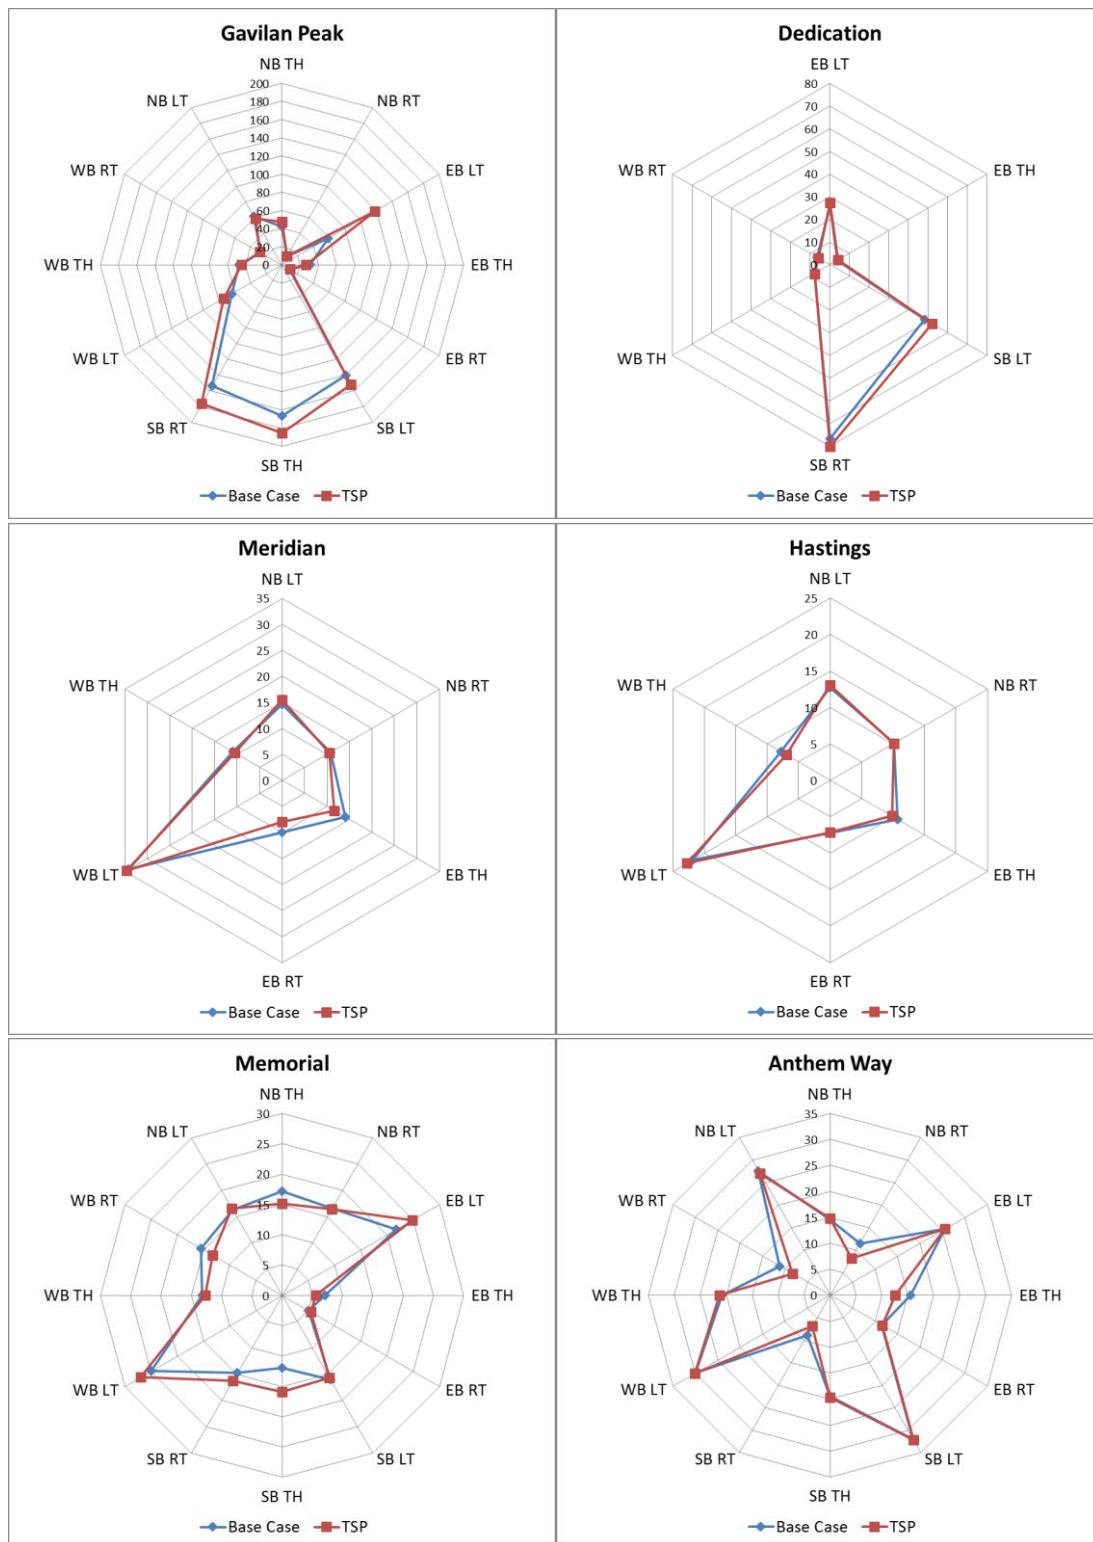 Gavilan Peak
NB TH
NB LT
NB RT
WB RT
EB LT
WB TH
EB TH
WB LT
EB RT
SB RT
SB LT
SB TH
200
180
160
140
120
100
80
60
40
20
0
Base Case
TSP
Dedication
EB LT
WB RT
EB TH
WB TH
SB LT
SB RT
80
70
60
50
40
30
20
10
0
Base Case
TSP
Meridian
NB LT
WB TH
NB RT
WB LT
EB TH
EB RT
35
30
25
20
15
10
5
0
Base Case
TSP
Hastings
NB LT
WB TH
NB RT
WB LT
EB TH
EB RT
25
20
15
10
5
0
Base Case
TSP
Memorial
NB TH
NB LT
NB RT
WB RT
EB LT
WB TH
EB TH
WB LT
EB RT
SB RT
SB LT
SB TH
30
25
20
15
10
5
0
Base Case
TSP
Anthem Way
NB TH
NB LT
NB RT
WB RT
EB LT
WB TH
EB TH
WB LT
EB RT
SB RT
SB LT
SB TH
35
30
25
20
15
10
5
0
Base Case
TSP